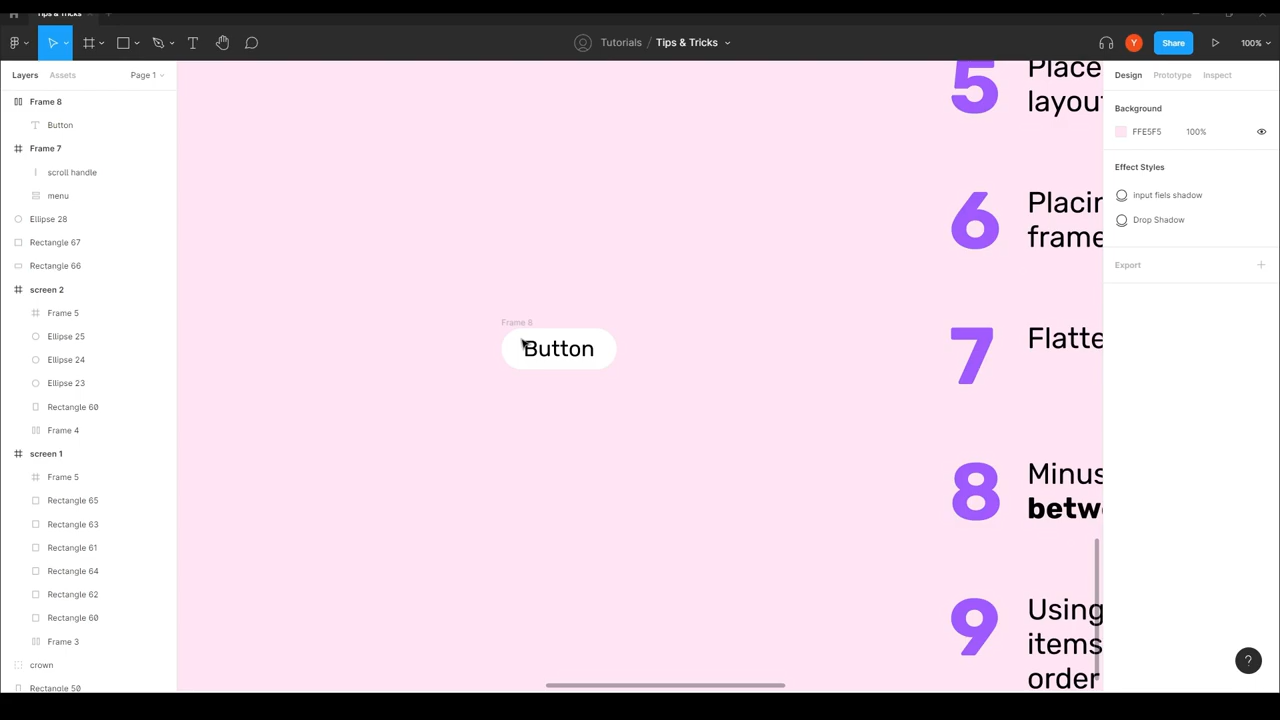 Tips & Tricks
Tutorials / Tips & Tricks
Y
Share
100%
Layers
Assets
Page 1
Frame 8
Button
Frame 7
scroll handle
menu
Ellipse 28
Rectangle 67
Rectangle 66
screen 2
Frame 5
Ellipse 25
Ellipse 24
Ellipse 23
Rectangle 60
Frame 4
screen 1
Frame 5
Rectangle 65
Rectangle 63
Rectangle 61
Rectangle 64
Rectangle 62
Rectangle 60
Frame 3
crown
Rectangle 50
Frame 8
Button
5
Place
layou
6
Placin
frame
7
Flatte
8
Minus
betwe
9
Using
items
order
Design
Prototype
Inspect
Background
FFE5F5
100%
Effect Styles
input fiels shadow
Drop Shadow
Export
?